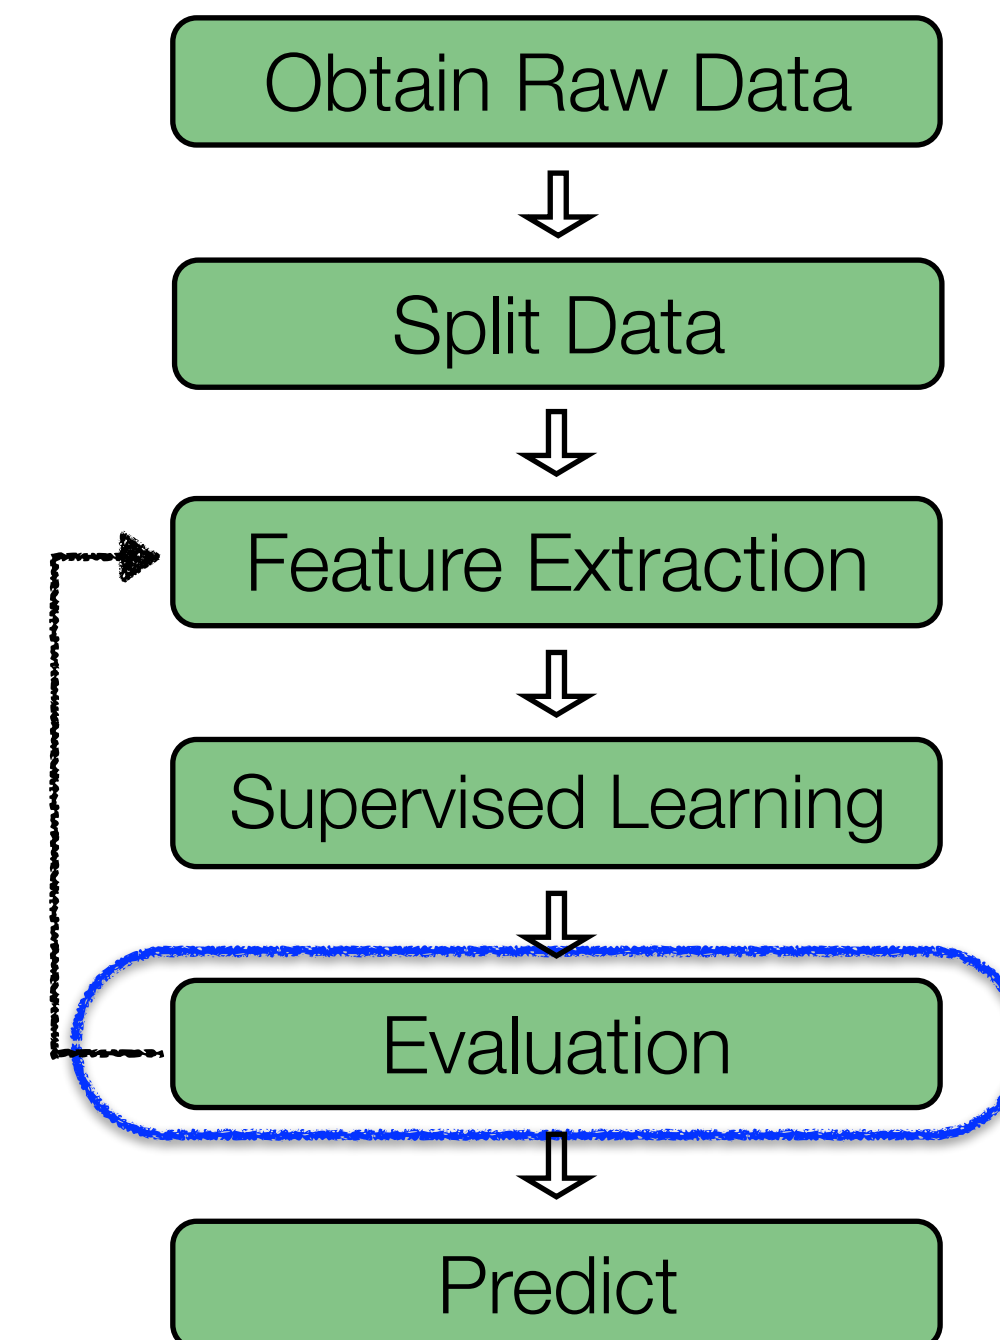 Obtain Raw Data
Split Data
Feature Extraction
Supervised Learning
Evaluation
Predict